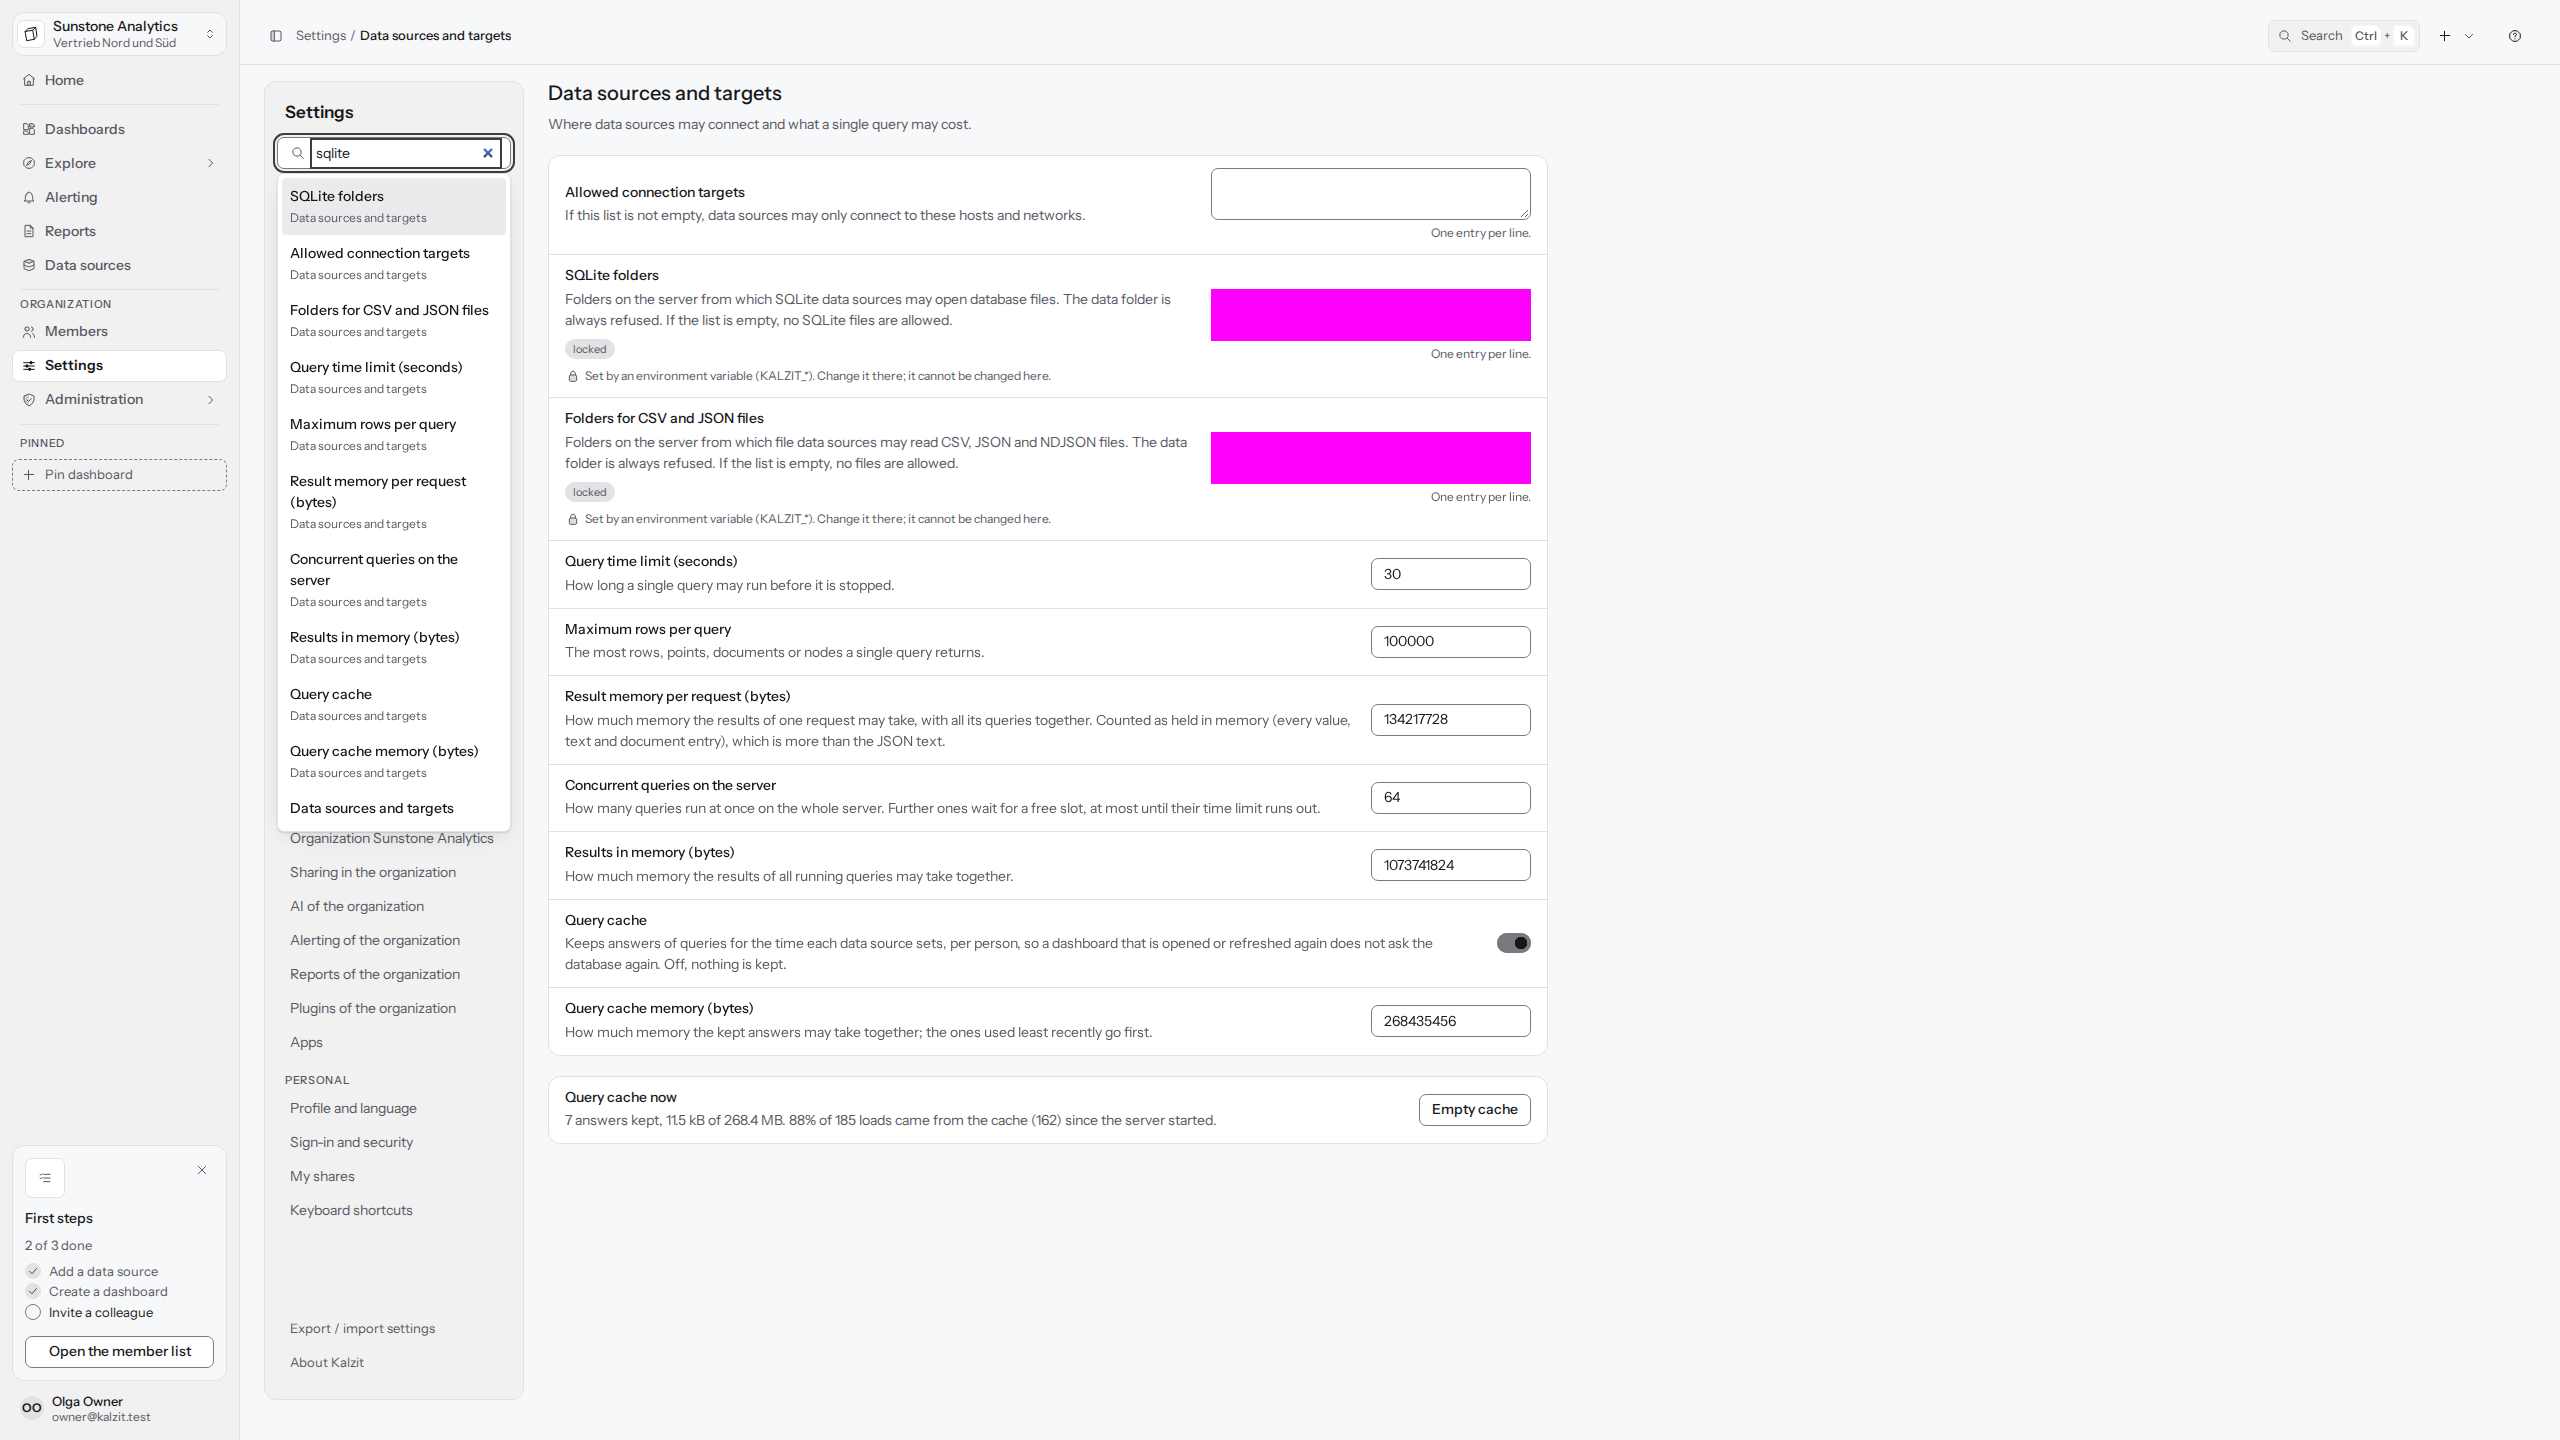 Sunstone Analytics
Vertrieb Nord und Süd
Home
Dashboards
Explore
Alerting
Reports
Data sources
ORGANIZATION
Members
Settings
Administration
PINNED
Pin dashboard
First steps
2 of 3 done
Add a data source
Create a dashboard
Invite a colleague
Open the member list
OO
Olga Owner
owner@kalzit.test
Settings / Data sources and targets
Search Ctrl + K
Settings
sqlite
SQLite folders
Data sources and targets
Allowed connection targets
Data sources and targets
Folders for CSV and JSON files
Data sources and targets
Query time limit (seconds)
Data sources and targets
Maximum rows per query
Data sources and targets
Result memory per request
(bytes)
Data sources and targets
Concurrent queries on the
server
Data sources and targets
Results in memory (bytes)
Data sources and targets
Query cache
Data sources and targets
Query cache memory (bytes)
Data sources and targets
Data sources and targets
Organization Sunstone Analytics
Sharing in the organization
AI of the organization
Alerting of the organization
Reports of the organization
Plugins of the organization
Apps
PERSONAL
Profile and language
Sign-in and security
My shares
Keyboard shortcuts
Export / import settings
About Kalzit
Data sources and targets
Where data sources may connect and what a single query may cost.
Allowed connection targets
If this list is not empty, data sources may only connect to these hosts and networks.
One entry per line.
SQLite folders
Folders on the server from which SQLite data sources may open database files. The data folder is
always refused. If the list is empty, no SQLite files are allowed.
locked
One entry per line.
Set by an environment variable (KALZIT_*). Change it there; it cannot be changed here.
Folders for CSV and JSON files
Folders on the server from which file data sources may read CSV, JSON and NDJSON files. The data
folder is always refused. If the list is empty, no files are allowed.
locked
One entry per line.
Set by an environment variable (KALZIT_*). Change it there; it cannot be changed here.
Query time limit (seconds)
How long a single query may run before it is stopped.
30
Maximum rows per query
The most rows, points, documents or nodes a single query returns.
100000
Result memory per request (bytes)
How much memory the results of one request may take, with all its queries together. Counted as held in memory (every value,
text and document entry), which is more than the JSON text.
134217728
Concurrent queries on the server
How many queries run at once on the whole server. Further ones wait for a free slot, at most until their time limit runs out.
64
Results in memory (bytes)
How much memory the results of all running queries may take together.
1073741824
Query cache
Keeps answers of queries for the time each data source sets, per person, so a dashboard that is opened or refreshed again does not ask the
database again. Off, nothing is kept.
Query cache memory (bytes)
How much memory the kept answers may take together; the ones used least recently go first.
268435456
Query cache now
7 answers kept, 11.5 kB of 268.4 MB. 88% of 185 loads came from the cache (162) since the server started.
Empty cache